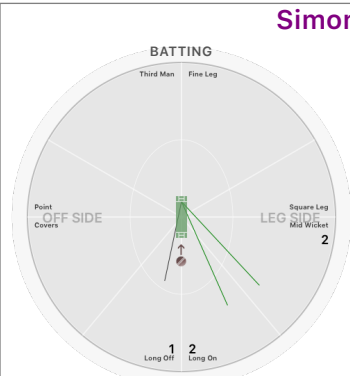 Simon
BATTING
Third Man Fine Leg
Point Square Leg
OFF SIDE LEG SIDE
Covers Mid Wicket
2
1 2
Long Off Long On